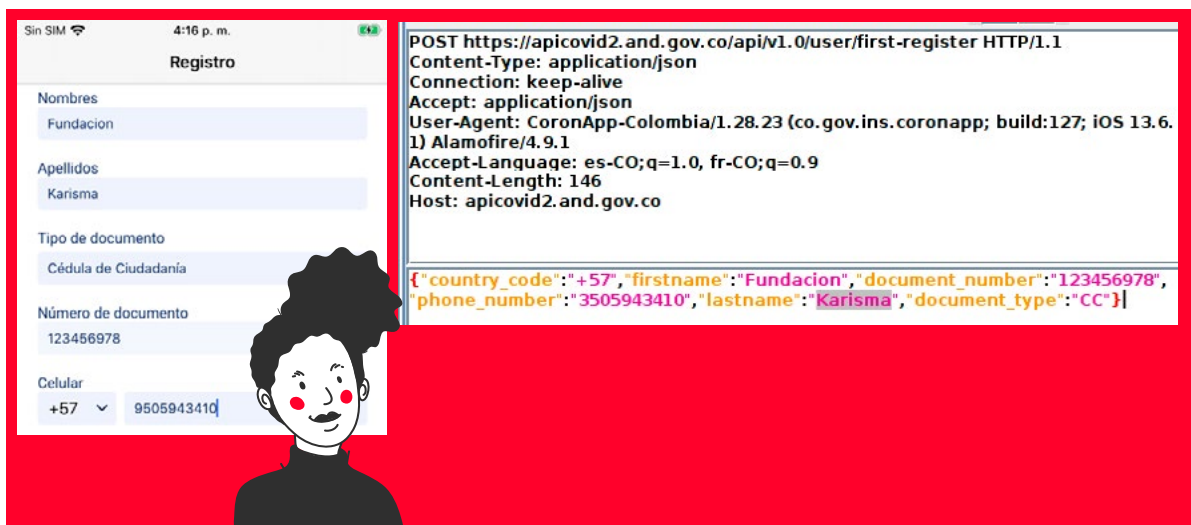 Sin SIM 4:16 p. m.
Registro
Nombres
Fundacion
Apellidos
Karisma
Tipo de documento
Cédula de Ciudadanía
Número de documento
123456978
Celular
+57 9505943410
POST https://apicovid2.and.gov.co/api/v1.0/user/first-register HTTP/1.1
Content-Type: application/json
Connection: keep-alive
Accept: application/json
User-Agent: CoronApp-Colombia/1.28.23 (co.gov.ins.coronapp; build:127; iOS 13.6.
1) Alamofire/4.9.1
Accept-Language: es-CO;q=1.0, fr-CO;q=0.9
Content-Length: 146
Host: apicovid2.and.gov.co
{"country_code":"+57","firstname":"Fundacion","document_number":"123456978",
"phone_number":"3505943410","lastname":"Karisma","document_type":"CC"}